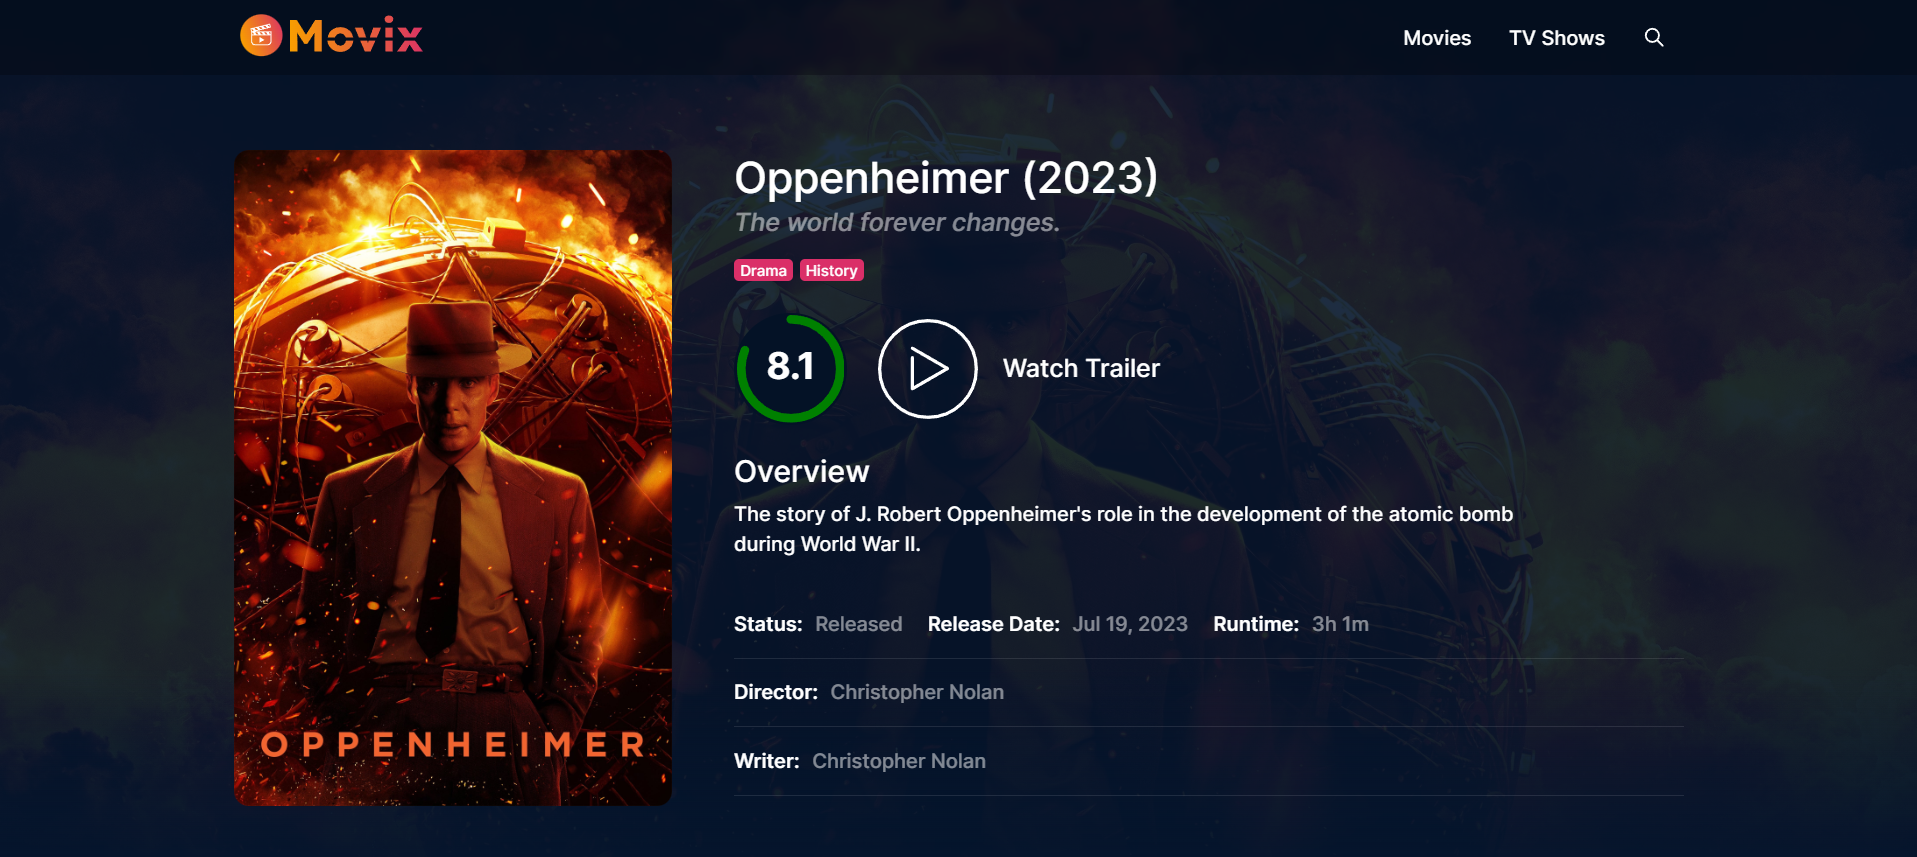 Movix
Movies
TV Shows
Oppenheimer (2023)
The world forever changes.
Drama
History
8.1
Watch Trailer
Overview
The story of J. Robert Oppenheimer's role in the development of the atomic bomb
during World War II.
Status: Released Release Date: Jul 19, 2023 Runtime: 3h 1m
Director: Christopher Nolan
Writer: Christopher Nolan
OPPENHEIMER